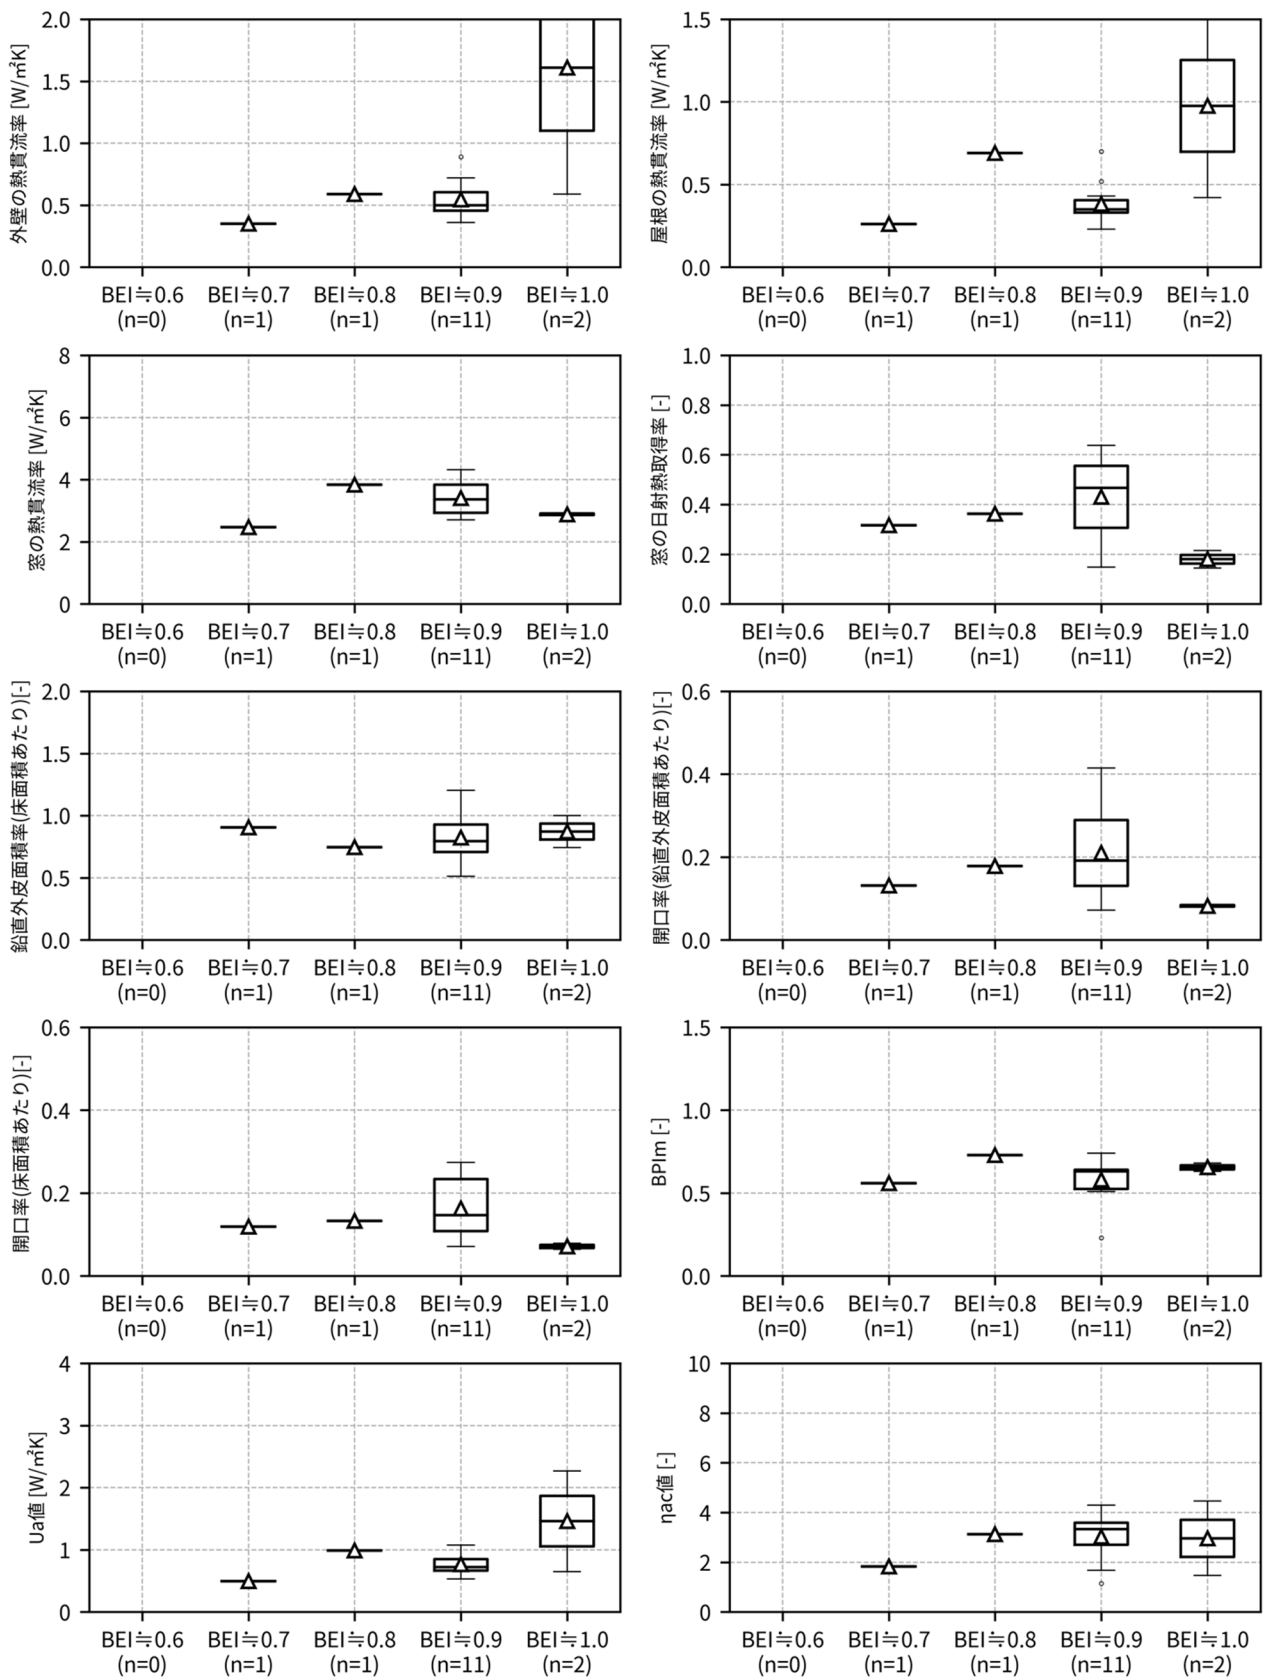 外壁の熱貫流率 [W/㎡K]
2.0
1.5
1.0
0.5
0.0
BEI≒0.6 BEI≒0.7 BEI≒0.8 BEI≒0.9 BEI≒1.0
(n=0) (n=1) (n=1) (n=11) (n=2)
屋根の熱貫流率 [W/㎡K]
1.5
1.0
0.5
0.0
BEI≒0.6 BEI≒0.7 BEI≒0.8 BEI≒0.9 BEI≒1.0
(n=0) (n=1) (n=1) (n=11) (n=2)
窓の熱貫流率 [W/㎡K]
8
6
4
2
0
BEI≒0.6 BEI≒0.7 BEI≒0.8 BEI≒0.9 BEI≒1.0
(n=0) (n=1) (n=1) (n=11) (n=2)
窓の日射熱取得率 [-]
1.0
0.8
0.6
0.4
0.2
0.0
BEI≒0.6 BEI≒0.7 BEI≒0.8 BEI≒0.9 BEI≒1.0
(n=0) (n=1) (n=1) (n=11) (n=2)
鉛直外皮面積率(床面積あたり)[-]
2.0
1.5
1.0
0.5
0.0
BEI≒0.6 BEI≒0.7 BEI≒0.8 BEI≒0.9 BEI≒1.0
(n=0) (n=1) (n=1) (n=11) (n=2)
開口率(鉛直外皮面積あたり)[-]
0.6
0.4
0.2
0.0
BEI≒0.6 BEI≒0.7 BEI≒0.8 BEI≒0.9 BEI≒1.0
(n=0) (n=1) (n=1) (n=11) (n=2)
開口率(床面積あたり)[-]
0.6
0.4
0.2
0.0
BEI≒0.6 BEI≒0.7 BEI≒0.8 BEI≒0.9 BEI≒1.0
(n=0) (n=1) (n=1) (n=11) (n=2)
BPIm [-]
1.5
1.0
0.5
0.0
BEI≒0.6 BEI≒0.7 BEI≒0.8 BEI≒0.9 BEI≒1.0
(n=0) (n=1) (n=1) (n=11) (n=2)
Ua値 [W/㎡K]
4
3
2
1
0
BEI≒0.6 BEI≒0.7 BEI≒0.8 BEI≒0.9 BEI≒1.0
(n=0) (n=1) (n=1) (n=11) (n=2)
ηac値 [-]
10
8
6
4
2
0
BEI≒0.6 BEI≒0.7 BEI≒0.8 BEI≒0.9 BEI≒1.0
(n=0) (n=1) (n=1) (n=11) (n=2)